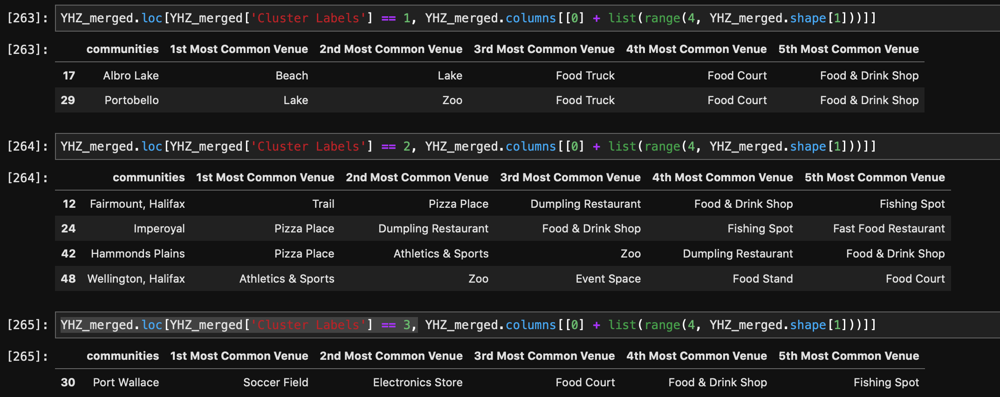 [263]: YHZ_merged.loc[YHZ_merged['Cluster Labels'] == 1, YHZ_merged.columns[[0] + list(range(4, YHZ_merged.shape[1]))]]
[263]: communities 1st Most Common Venue 2nd Most Common Venue 3rd Most Common Venue 4th Most Common Venue 5th Most Common Venue
17 Albro Lake Beach Lake Food Truck Food Court Food & Drink Shop
29 Portobello Lake Zoo Food Truck Food Court Food & Drink Shop
[264]: YHZ_merged.loc[YHZ_merged['Cluster Labels'] == 2, YHZ_merged.columns[[0] + list(range(4, YHZ_merged.shape[1]))]]
[264]: communities 1st Most Common Venue 2nd Most Common Venue 3rd Most Common Venue 4th Most Common Venue 5th Most Common Venue
12 Fairmount, Halifax Trail Pizza Place Dumpling Restaurant Food & Drink Shop Fishing Spot
24 Imperoyal Pizza Place Dumpling Restaurant Food & Drink Shop Fishing Spot Fast Food Restaurant
42 Hammonds Plains Pizza Place Athletics & Sports Zoo Dumpling Restaurant Food & Drink Shop
48 Wellington, Halifax Athletics & Sports Zoo Event Space Food Stand Food Court
[265]: YHZ_merged.loc[YHZ_merged['Cluster Labels'] == 3, YHZ_merged.columns[[0] + list(range(4, YHZ_merged.shape[1]))]]
[265]: communities 1st Most Common Venue 2nd Most Common Venue 3rd Most Common Venue 4th Most Common Venue 5th Most Common Venue
30 Port Wallace Soccer Field Electronics Store Food Court Food & Drink Shop Fishing Spot